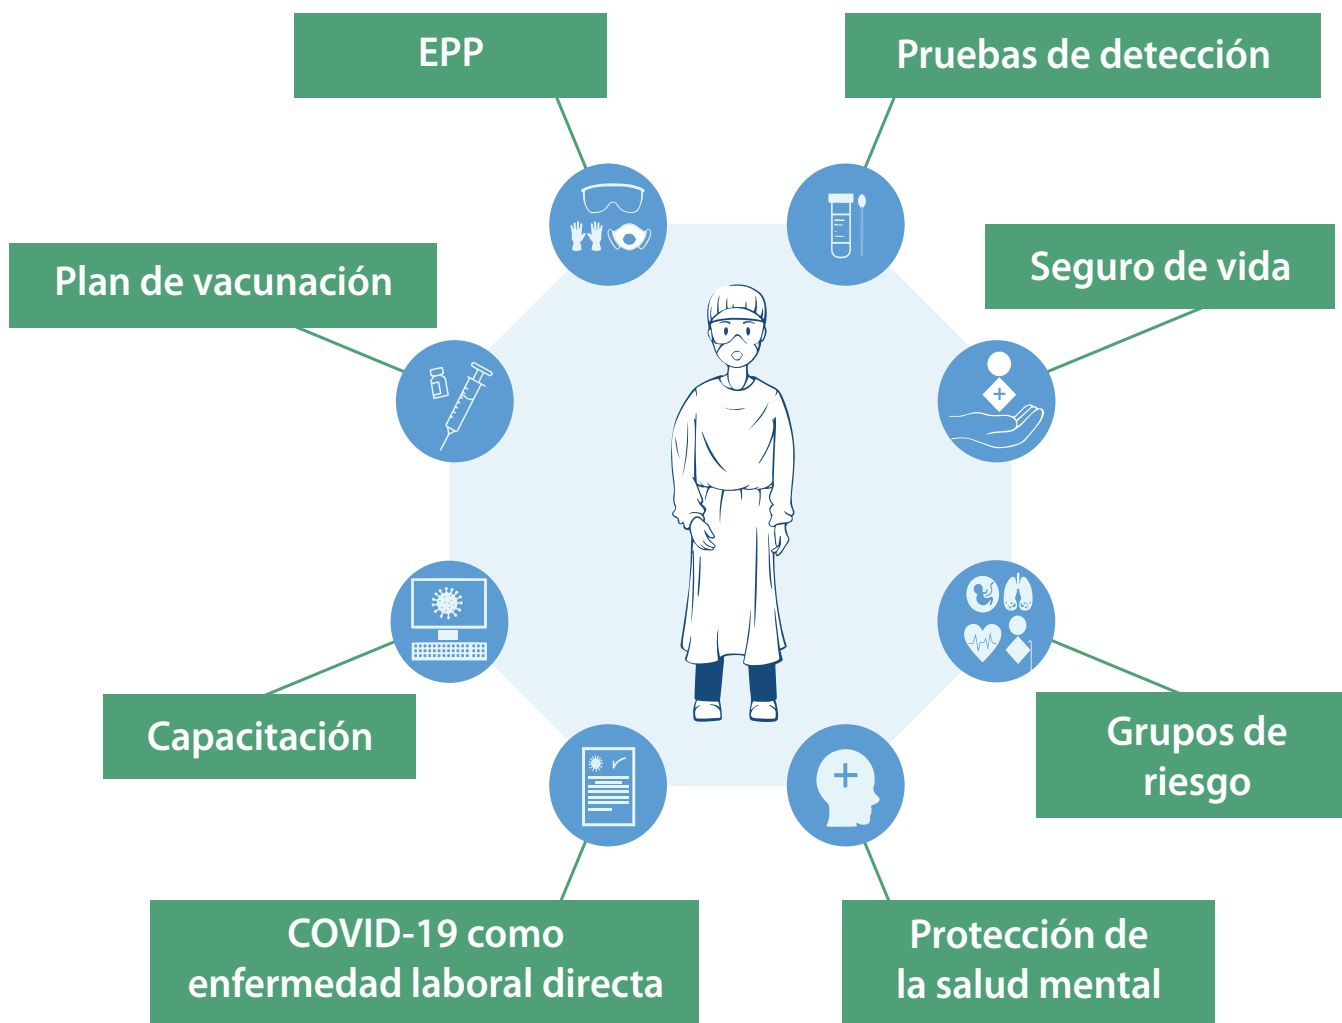 EPP
Pruebas de detección
Plan de vacunación
Seguro de vida
Capacitación
Grupos de
riesgo
COVID-19 como
enfermedad laboral directa
Protección de
la salud mental